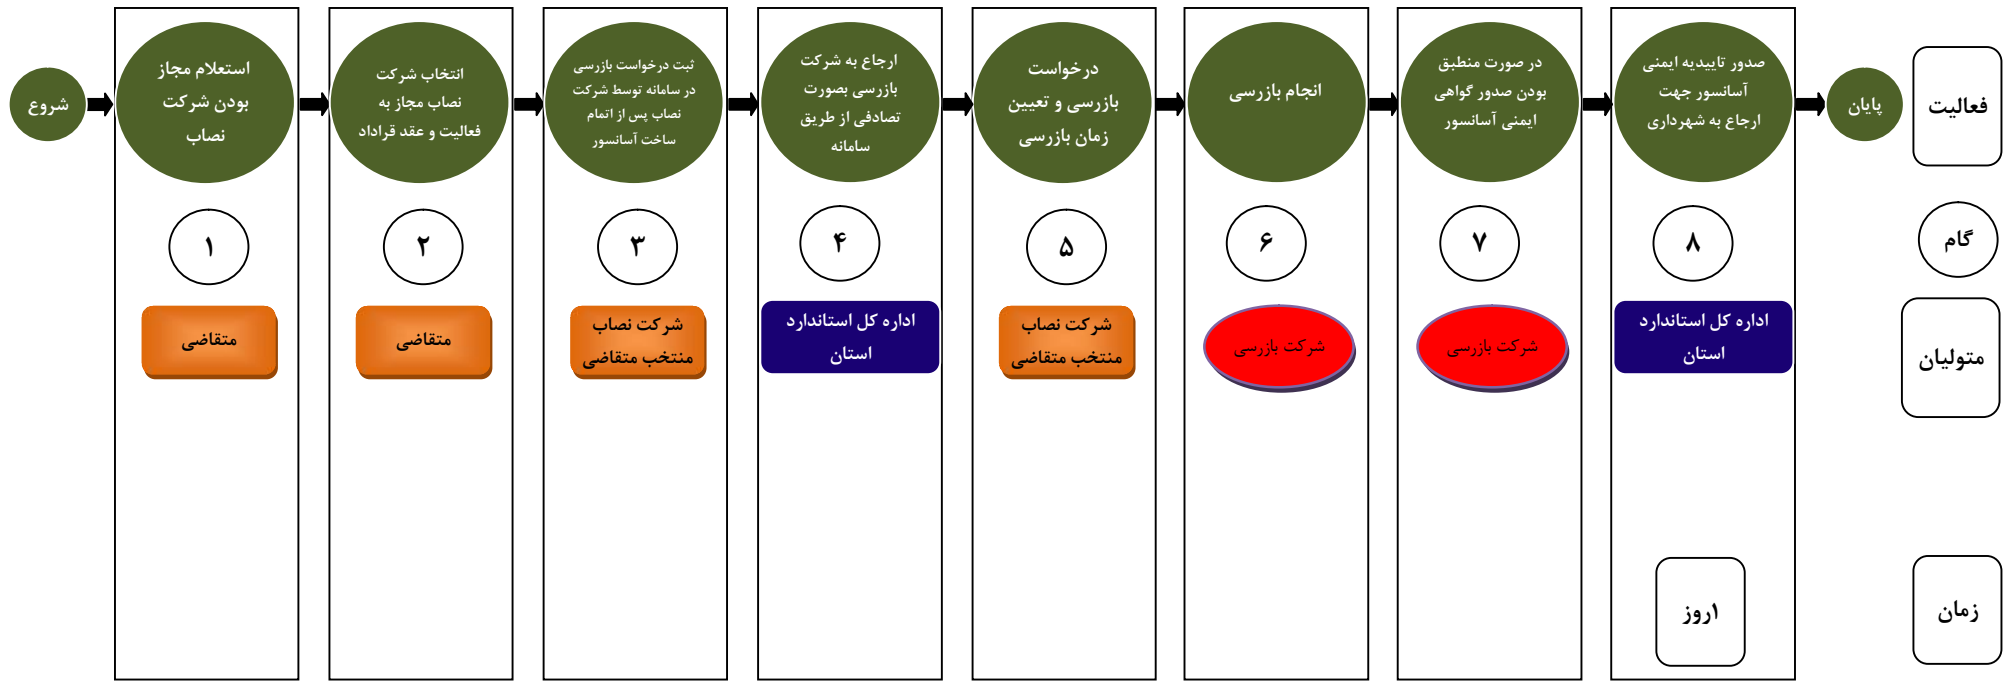 شروع
استعلام مجاز
بودن شرکت
نصاب
انتخاب شرکت
نصاب مجاز به
فعالیت و عقد قراداد
ثبت درخواست بازرسی
در سامانه توسط شرکت
نصاب پس از اتمام
ساخت آسانسور
ارجاع به شرکت
بازرسی بصورت
تصادفی از طریق
سامانه
درخواست
بازرسی و تعیین
زمان بازرسی
انجام بازرسی
در صورت منطبق
بودن صدور گواهی
ایمنی آسانسور
صدور تاییدیه ایمنی
آسانسور جهت
ارجاع به شهرداری
پایان
فعالیت
۱
۲
۳
۴
۵
۶
۷
۸
گام
متقاضی
متقاضی
شرکت نصاب
منتخب متقاضی
اداره کل استاندارد
استان
شرکت نصاب
منتخب متقاضی
شرکت بازرسی
شرکت بازرسی
اداره کل استاندارد
استان
متولیان
۱روز
زمان